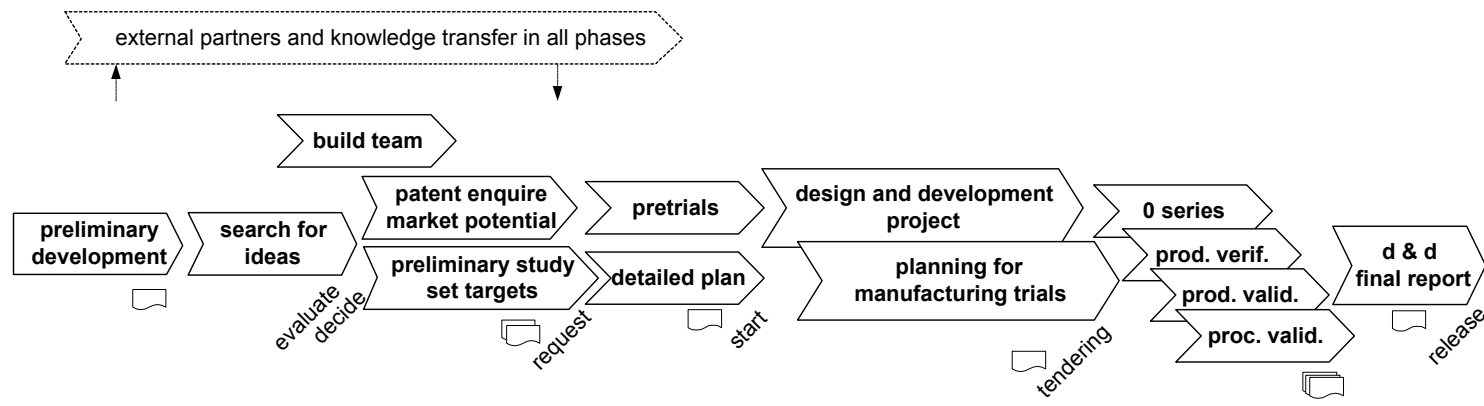 external partners and knowledge transfer in all phases
build team
preliminary
development
search for
ideas
evaluate
decide
patent enquire
market potential
preliminary study
set targets
request
pretrials
detailed plan
start
design and development
project
planning for
manufacturing trials
tendering
0 series
prod. verif.
prod. valid.
proc. valid.
d & d
final report
release